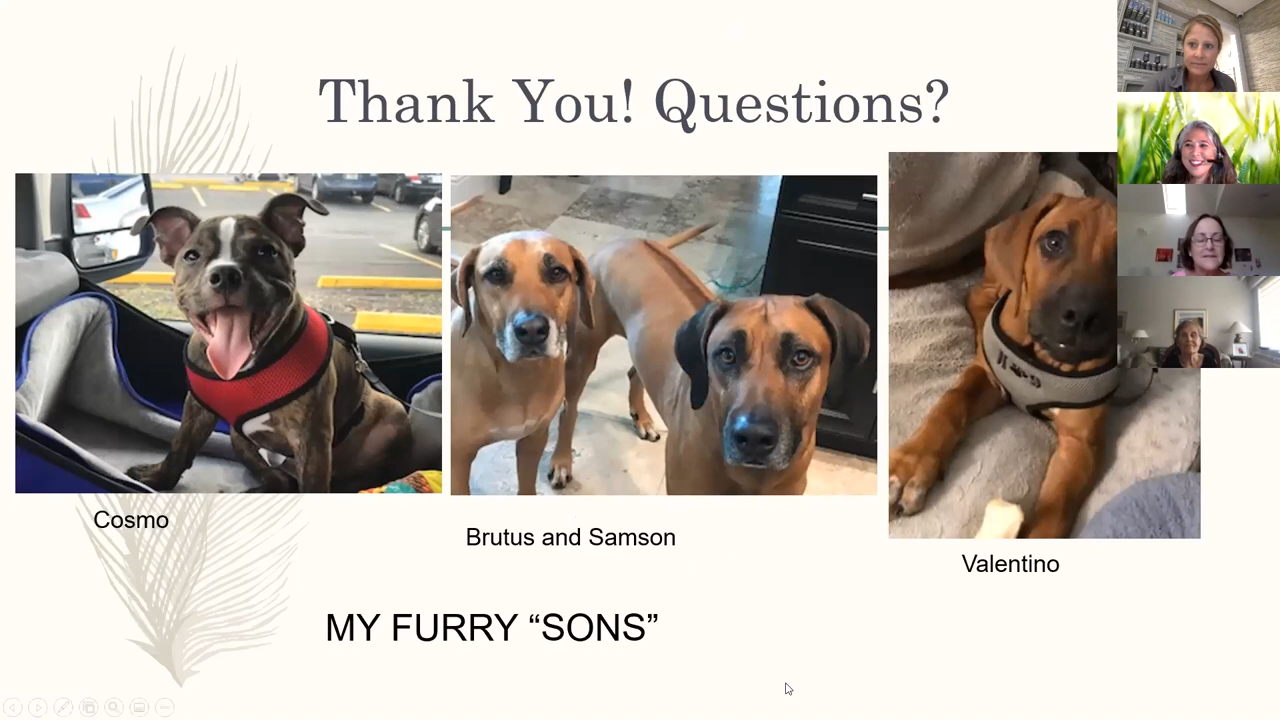 Thank You! Questions?
Cosmo
Brutus and Samson
Valentino
MY FURRY “SONS”